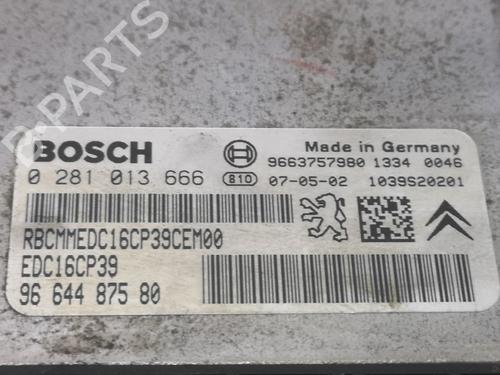 B-PARTS
BOSCH
Made in Germany
9663757980 1334 0046
0 281 013 666 810 07-05-02 1039S20201
RBCMMEDC16CP39CEM00
EDC16CP39
96 644 875 80